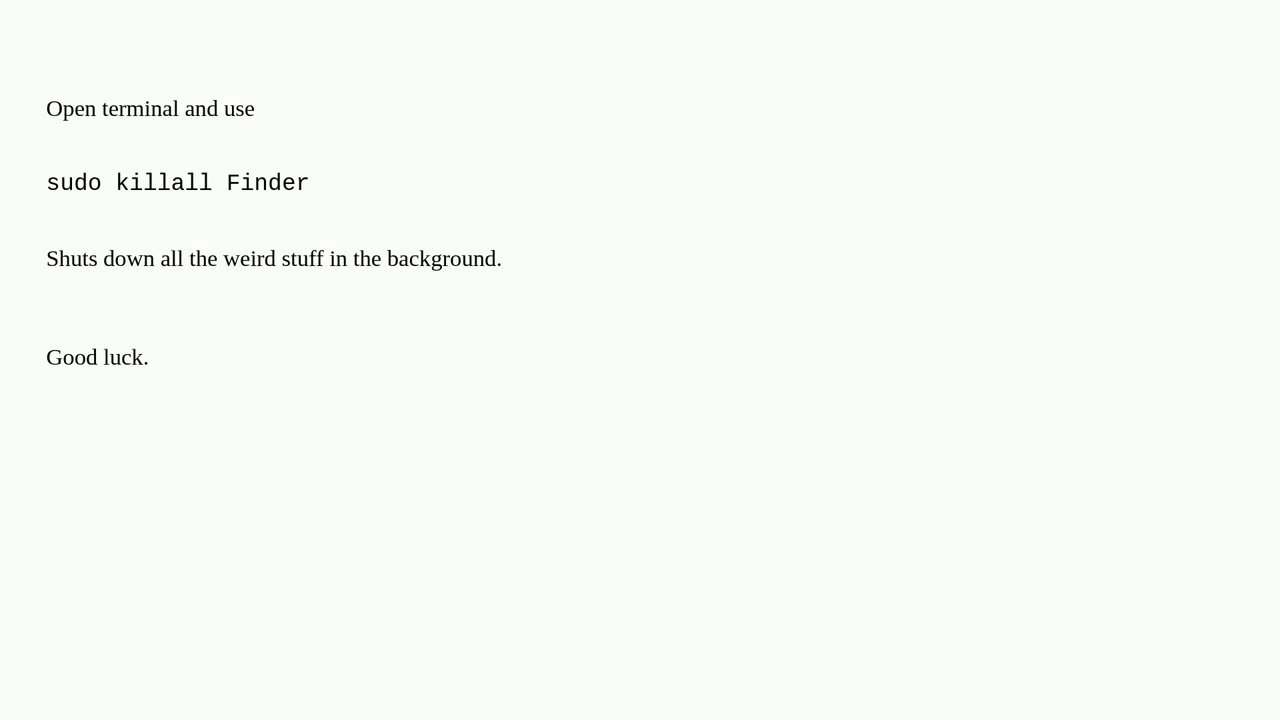 Open terminal and use
sudo killall Finder
Shuts down all the weird stuff in the background.
Good luck.